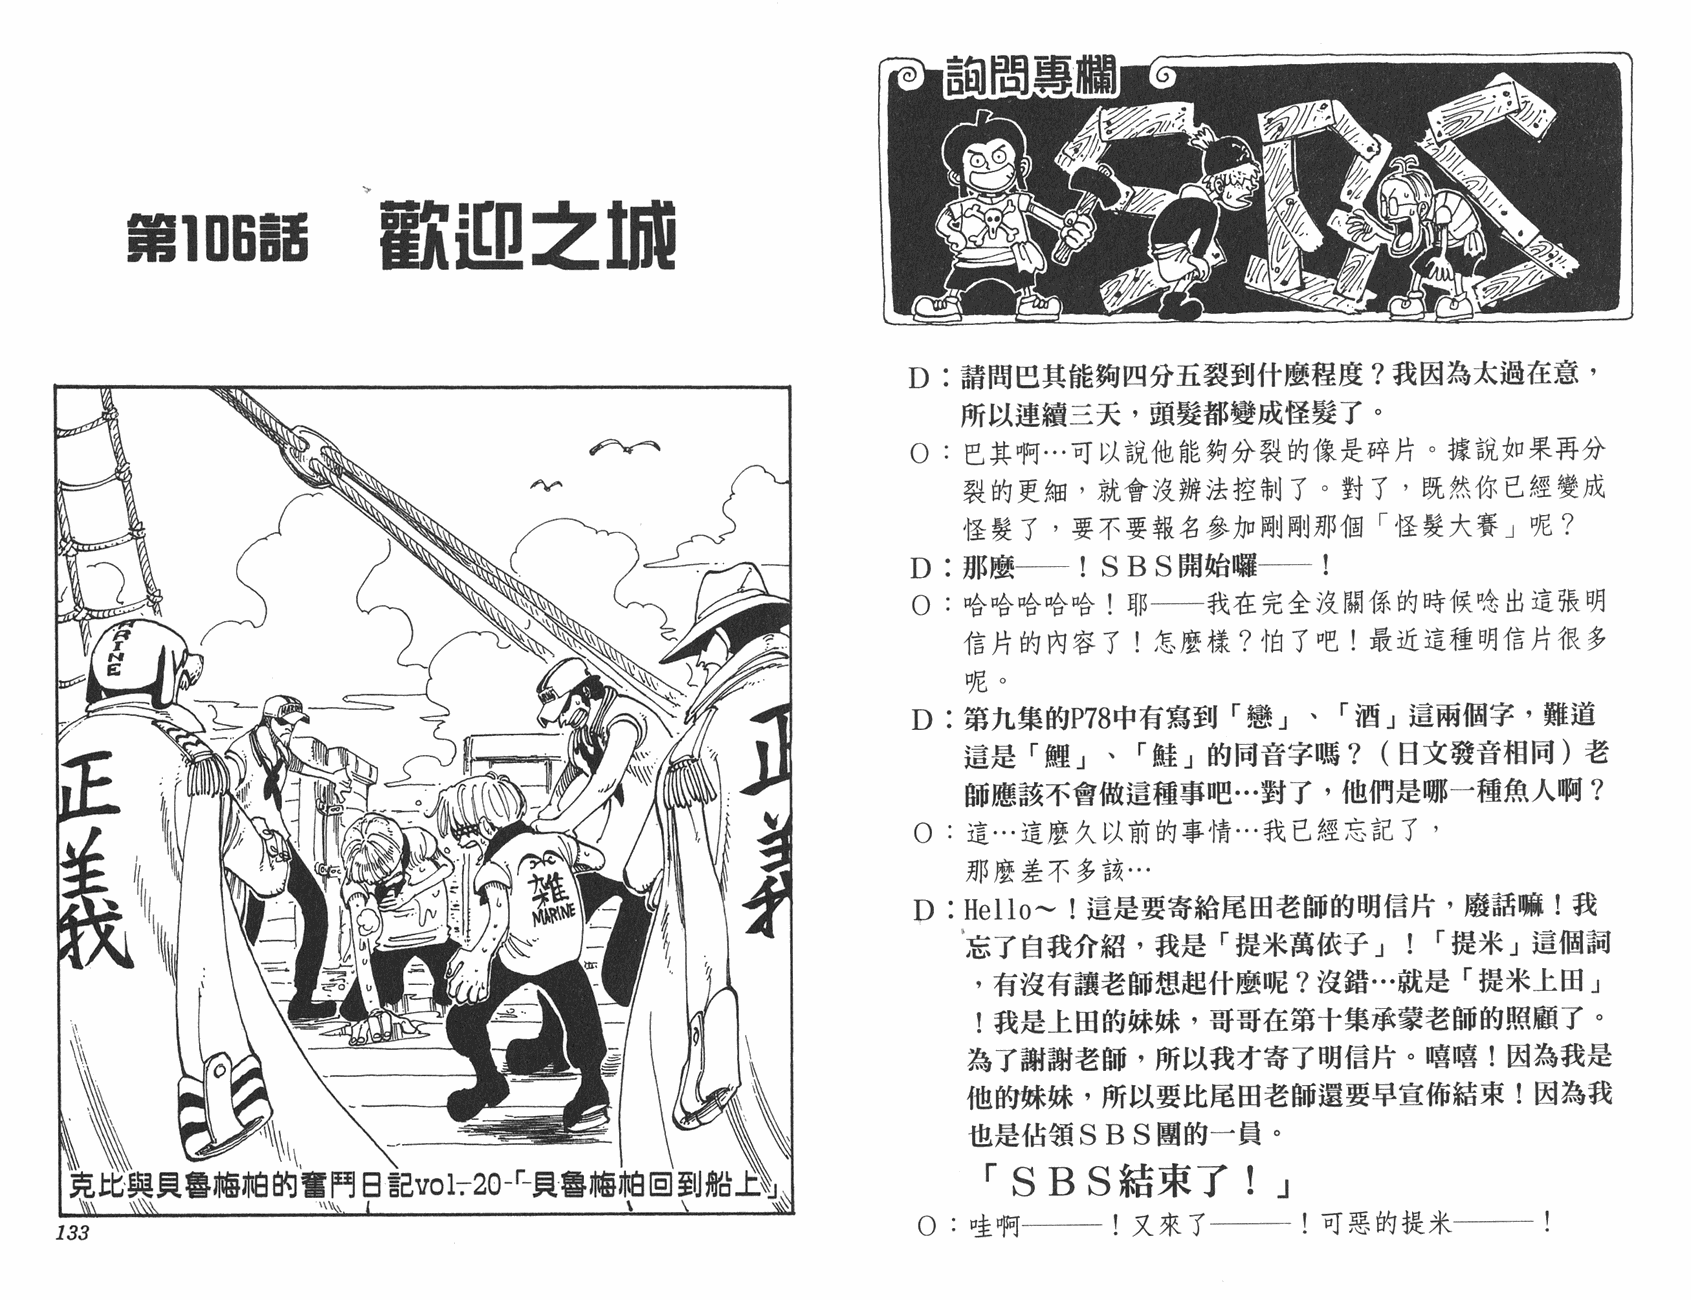 詢問專欄
SBS
D：請問巴其能夠四分五裂到什麼程度？我因為太過在意，
所以連續三天，頭髮都變成怪髮了。
O：巴其啊…可以說他能夠分裂的像是碎片。據說如果再分
裂的更細，就會沒辦法控制了。對了，既然你已經變成
怪髮了，要不要報名參加剛剛那個「怪髮大賽」呢？
D：那麼——！ＳＢＳ開始囉——！
O：哈哈哈哈哈！耶——我在完全沒關係的時候唸出這張明
信片的內容了！怎麼樣？怕了吧！最近這種明信片很多
呢。
D：第九集的P78中有寫到「戀」、「酒」這兩個字，難道
這是「鯉」、「鮭」的同音字嗎？（日文發音相同）老
師應該不會做這種事吧…對了，他們是哪一種魚人啊？
O：這…這麼久以前的事情…我已經忘記了，
那麼差不多該…
D：Hello～！這是要寄給尾田老師的明信片，廢話嘛！我
忘了自我介紹，我是「提米萬依子」！「提米」這個詞
，有沒有讓老師想起什麼呢？沒錯…就是「提米上田」
！我是上田的妹妹，哥哥在第十集承蒙老師的照顧了。
為了謝謝老師，所以我才寄了明信片。嘻嘻！因為我是
他的妹妹，所以要比尾田老師還要早宣佈結束！因為我
也是佔領ＳＢＳ團的一員。
「ＳＢＳ結束了！」
O：哇啊———！又來了———！可惡的提米———！
第106話 歡迎之城
MARINE
正義
MARINE
雑
MARINE
正義
克比與貝魯梅柏的奮鬥日記vol.20「貝魯梅柏回到船上」
133